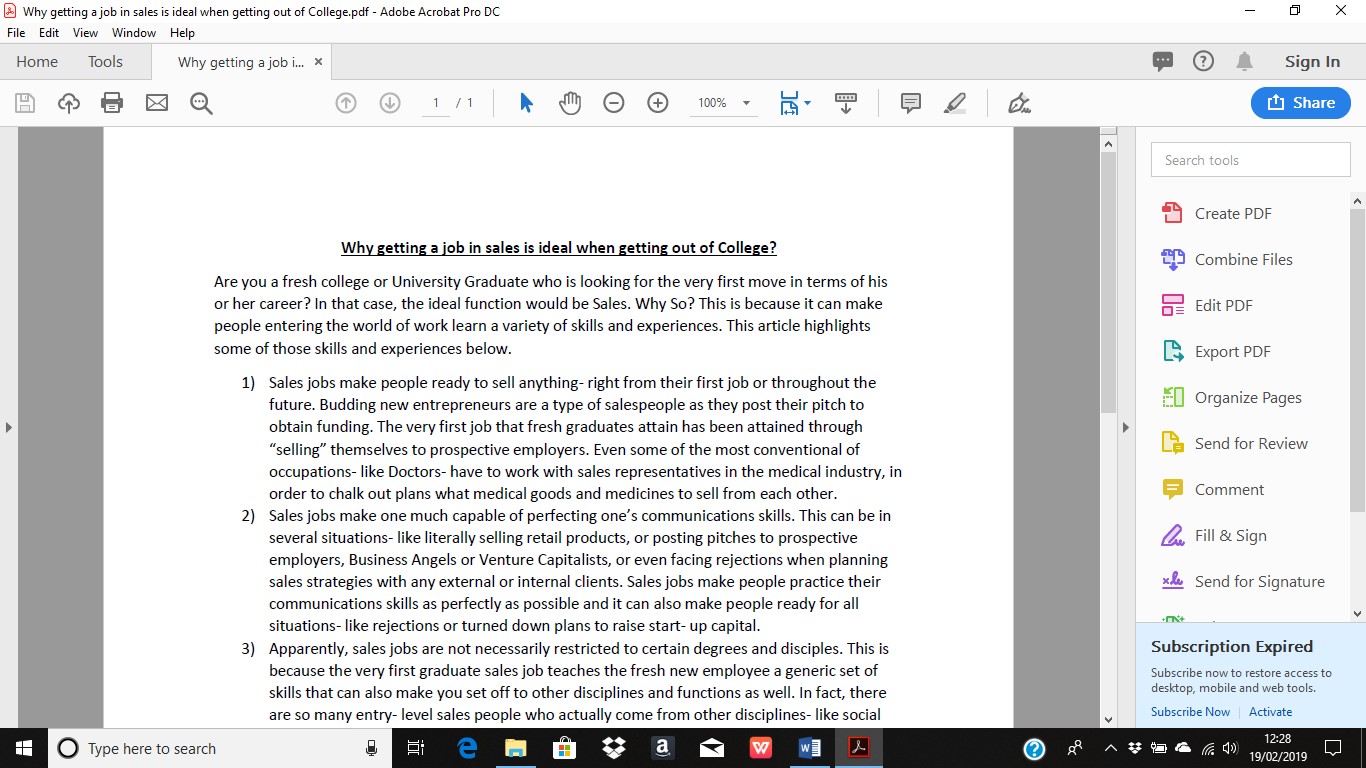 Why getting a job in sales is ideal when getting out of College.pdf - Adobe Acrobat Pro DC
File Edit View Window Help
Home Tools Why getting a job i... × Sign In
1 / 1 100% Share
Search tools
Create PDF
Combine Files
Edit PDF
Export PDF
Organize Pages
Send for Review
Comment
Fill & Sign
Send for Signature
Subscription Expired
Subscribe now to restore access to
desktop, mobile and web tools.
Subscribe Now | Activate
Why getting a job in sales is ideal when getting out of College?
Are you a fresh college or University Graduate who is looking for the very first move in terms of his
or her career? In that case, the ideal function would be Sales. Why So? This is because it can make
people entering the world of work learn a variety of skills and experiences. This article highlights
some of those skills and experiences below.
1) Sales jobs make people ready to sell anything- right from their first job or throughout the
future. Budding new entrepreneurs are a type of salespeople as they post their pitch to
obtain funding. The very first job that fresh graduates attain has been attained through
“selling” themselves to prospective employers. Even some of the most conventional of
occupations- like Doctors- have to work with sales representatives in the medical industry, in
order to chalk out plans what medical goods and medicines to sell from each other.
2) Sales jobs make one much capable of perfecting one’s communications skills. This can be in
several situations- like literally selling retail products, or posting pitches to prospective
employers, Business Angels or Venture Capitalists, or even facing rejections when planning
sales strategies with any external or internal clients. Sales jobs make people practice their
communications skills as perfectly as possible and it can also make people ready for all
situations- like rejections or turned down plans to raise start- up capital.
3) Apparently, sales jobs are not necessarily restricted to certain degrees and disciples. This is
because the very first graduate sales job teaches the fresh new employee a generic set of
skills that can also make you set off to other disciplines and functions as well. In fact, there
are so many entry- level sales people who actually come from other disciplines- like social
Type here to search
12:28
19/02/2019